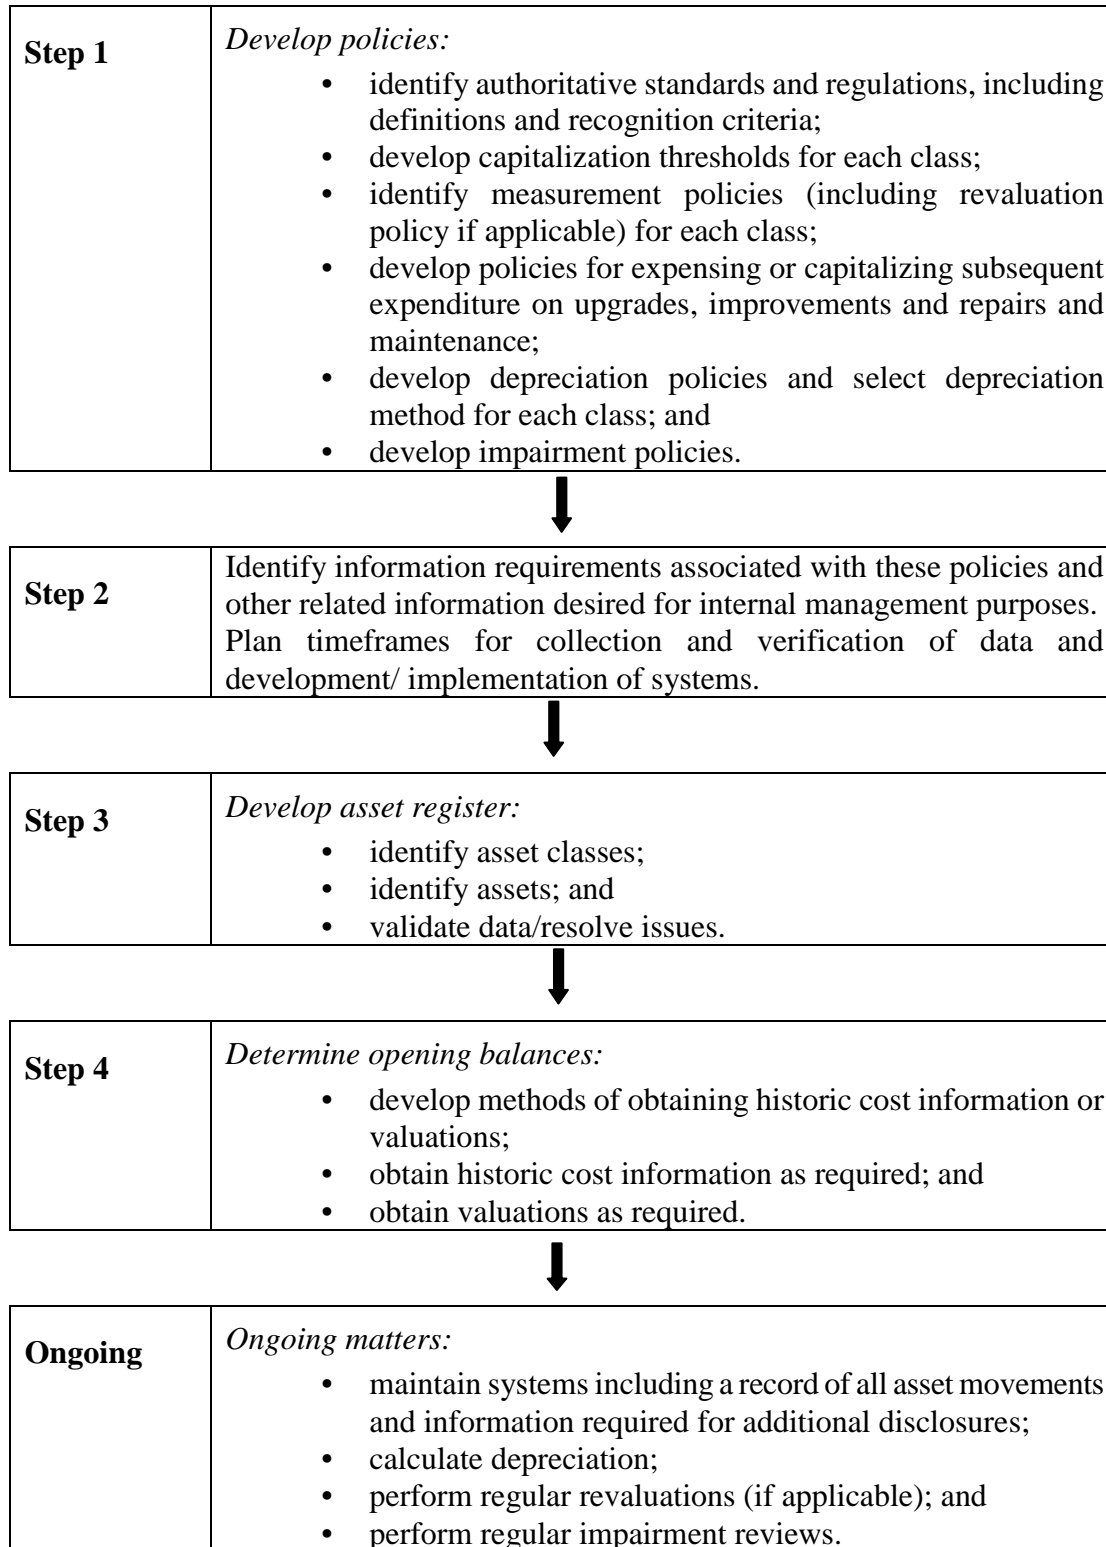 Step 1
Develop policies:
• identify authoritative standards and regulations, including
definitions and recognition criteria;
• develop capitalization thresholds for each class;
• identify measurement policies (including revaluation
policy if applicable) for each class;
• develop policies for expensing or capitalizing subsequent
expenditure on upgrades, improvements and repairs and
maintenance;
• develop depreciation policies and select depreciation
method for each class; and
• develop impairment policies.
Step 2
Identify information requirements associated with these policies and
other related information desired for internal management purposes.
Plan timeframes for collection and verification of data and
development/ implementation of systems.
Step 3
Develop asset register:
• identify asset classes;
• identify assets; and
• validate data/resolve issues.
Step 4
Determine opening balances:
• develop methods of obtaining historic cost information or
valuations;
• obtain historic cost information as required; and
• obtain valuations as required.
Ongoing
Ongoing matters:
• maintain systems including a record of all asset movements
and information required for additional disclosures;
• calculate depreciation;
• perform regular revaluations (if applicable); and
• perform regular impairment reviews.